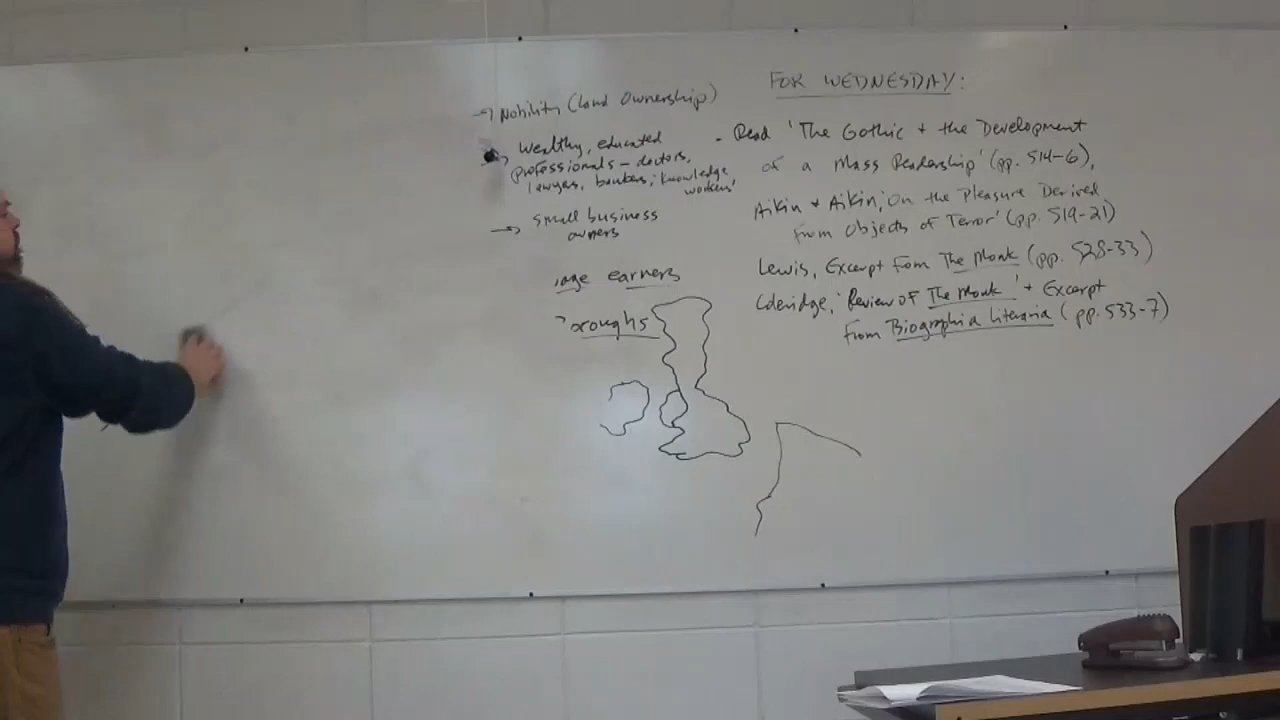 → Nobility (Land Ownership)
→ wealthy, educated
professionals – doctors,
lawyers, bankers, 'knowledge
workers'
→ small business
owners
age earners
oroughs
FOR WEDNESDAY:
- Read 'The Gothic + the Development
of a Mass Readership' (pp. 514-6),
Aikin + Aikin, 'On the Pleasure Derived
from Objects of Terror' (pp. 519-21)
Lewis, Excerpt from The Monk (pp. 528-33)
Coleridge, 'Review of The Monk' + Excerpt
from Biographia Literaria (pp. 533-7)